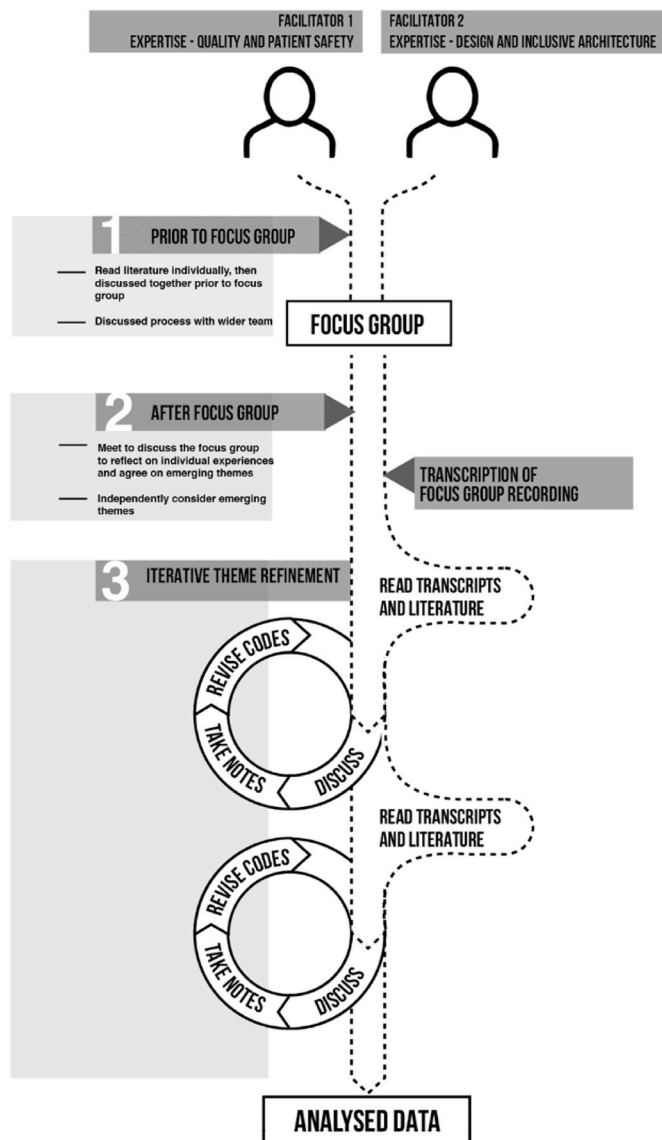 FACILITATOR 1
EXPERTISE - QUALITY AND PATIENT SAFETY
FACILITATOR 2
EXPERTISE - DESIGN AND INCLUSIVE ARCHITECTURE
1 PRIOR TO FOCUS GROUP
Read literature individually, then
discussed together prior to focus
group
Discussed process with wider team
FOCUS GROUP
2 AFTER FOCUS GROUP
Meet to discuss the focus group
to reflect on individual experiences
and agree on emerging themes
Independently consider emerging
themes
TRANSCRIPTION OF
FOCUS GROUP RECORDING
3 ITERATIVE THEME REFINEMENT
READ TRANSCRIPTS
AND LITERATURE
REVISE CODES
TAKE NOTES
DISCUSS
READ TRANSCRIPTS
AND LITERATURE
REVISE CODES
TAKE NOTES
DISCUSS
ANALYSED DATA